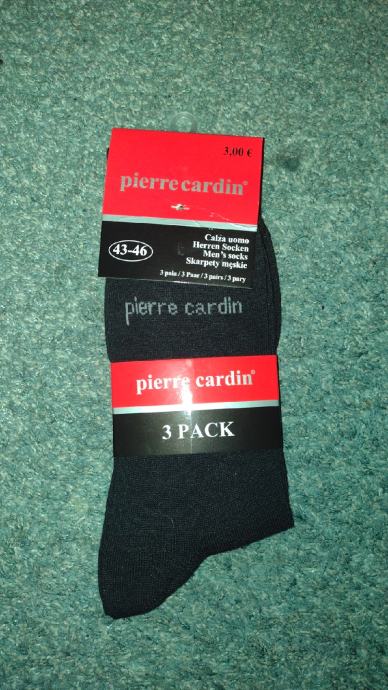 3,00 €
pierre cardin®
43-46
Calza uomo
Herren Socken
Men's socks
Skarpety męskie
3 paia / 3 Paar / 3 pairs / 3 pary
pierre cardin
pierre cardin®
3 PACK